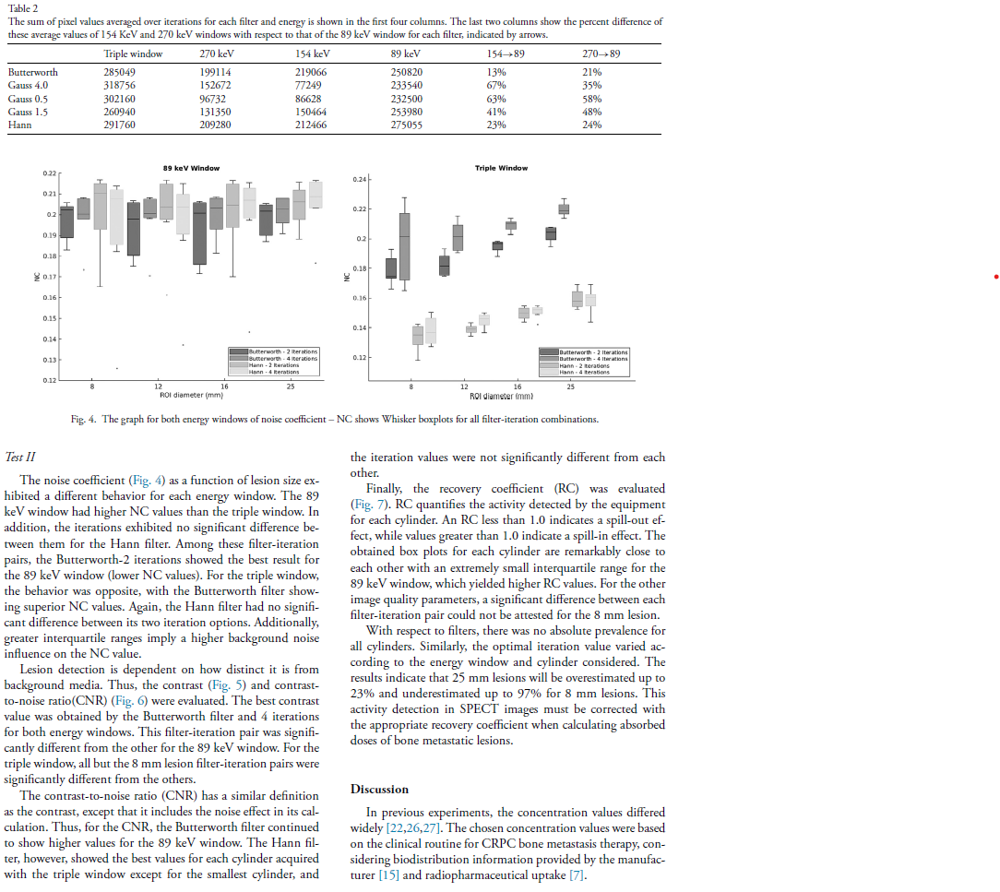 Table 2
The sum of pixel values averaged over iterations for each filter and energy is shown in the first four columns. The last two columns show the percent difference of
these average values of 154 KeV and 270 keV windows with respect to that of the 89 keV window for each filter, indicated by arrows.
Triple window 270 keV 154 keV 89 keV 154→89 270→89
Butterworth 285049 199114 219066 250820 13% 21%
Gauss 4.0 318756 152672 77249 233540 67% 35%
Gauss 0.5 302160 96732 86628 232500 63% 58%
Gauss 1.5 260940 131350 150464 253980 41% 48%
Hann 291760 209280 212466 275055 23% 24%
89 keV Window
0.22
0.21
0.2
0.19
0.18
0.17
0.16
0.15
0.14
0.13
0.12
NC
8 12 16 25
ROI diameter (mm)
Butterworth - 2 Iterations
Butterworth - 4 Iterations
Hann - 2 Iterations
Hann - 4 Iterations
Triple Window
0.24
0.22
0.2
0.18
0.16
0.14
0.12
NC
8 12 16 25
ROI diameter (mm)
Butterworth - 2 Iterations
Butterworth - 4 Iterations
Hann - 2 Iterations
Hann - 4 Iterations
Fig. 4. The graph for both energy windows of noise coefficient – NC shows Whisker boxplots for all filter-iteration combinations.
Test II
The noise coefficient (Fig. 4) as a function of lesion size ex-
hibited a different behavior for each energy window. The 89
keV window had higher NC values than the triple window. In
addition, the iterations exhibited no significant difference be-
tween them for the Hann filter. Among these filter-iteration
pairs, the Butterworth-2 iterations showed the best result for
the 89 keV window (lower NC values). For the triple window,
the behavior was opposite, with the Butterworth filter show-
ing superior NC values. Again, the Hann filter had no signifi-
cant difference between its two iteration options. Additionally,
greater interquartile ranges imply a higher background noise
influence on the NC value.
Lesion detection is dependent on how distinct it is from
background media. Thus, the contrast (Fig. 5) and contrast-
to-noise ratio(CNR) (Fig. 6) were evaluated. The best contrast
value was obtained by the Butterworth filter and 4 iterations
for both energy windows. This filter-iteration pair was signifi-
cantly different from the other for the 89 keV window. For the
triple window, all but the 8 mm lesion filter-iteration pairs were
significantly different from the others.
The contrast-to-noise ratio (CNR) has a similar definition
as the contrast, except that it includes the noise effect in its cal-
culation. Thus, for the CNR, the Butterworth filter continued
to show higher values for the 89 keV window. The Hann fil-
ter, however, showed the best values for each cylinder acquired
with the triple window except for the smallest cylinder, and
the iteration values were not significantly different from each
other.
Finally, the recovery coefficient (RC) was evaluated
(Fig. 7). RC quantifies the activity detected by the equipment
for each cylinder. An RC less than 1.0 indicates a spill-out ef-
fect, while values greater than 1.0 indicate a spill-in effect. The
obtained box plots for each cylinder are remarkably close to
each other with an extremely small interquartile range for the
89 keV window, which yielded higher RC values. For the other
image quality parameters, a significant difference between each
filter-iteration pair could not be attested for the 8 mm lesion.
With respect to filters, there was no absolute prevalence for
all cylinders. Similarly, the optimal iteration value varied ac-
cording to the energy window and cylinder considered. The
results indicate that 25 mm lesions will be overestimated up to
23% and underestimated up to 97% for 8 mm lesions. This
activity detection in SPECT images must be corrected with
the appropriate recovery coefficient when calculating absorbed
doses of bone metastatic lesions.
Discussion
In previous experiments, the concentration values differed
widely [22,26,27]. The chosen concentration values were based
on the clinical routine for CRPC bone metastasis therapy, con-
sidering biodistribution information provided by the manufac-
turer [15] and radiopharmaceutical uptake [7].